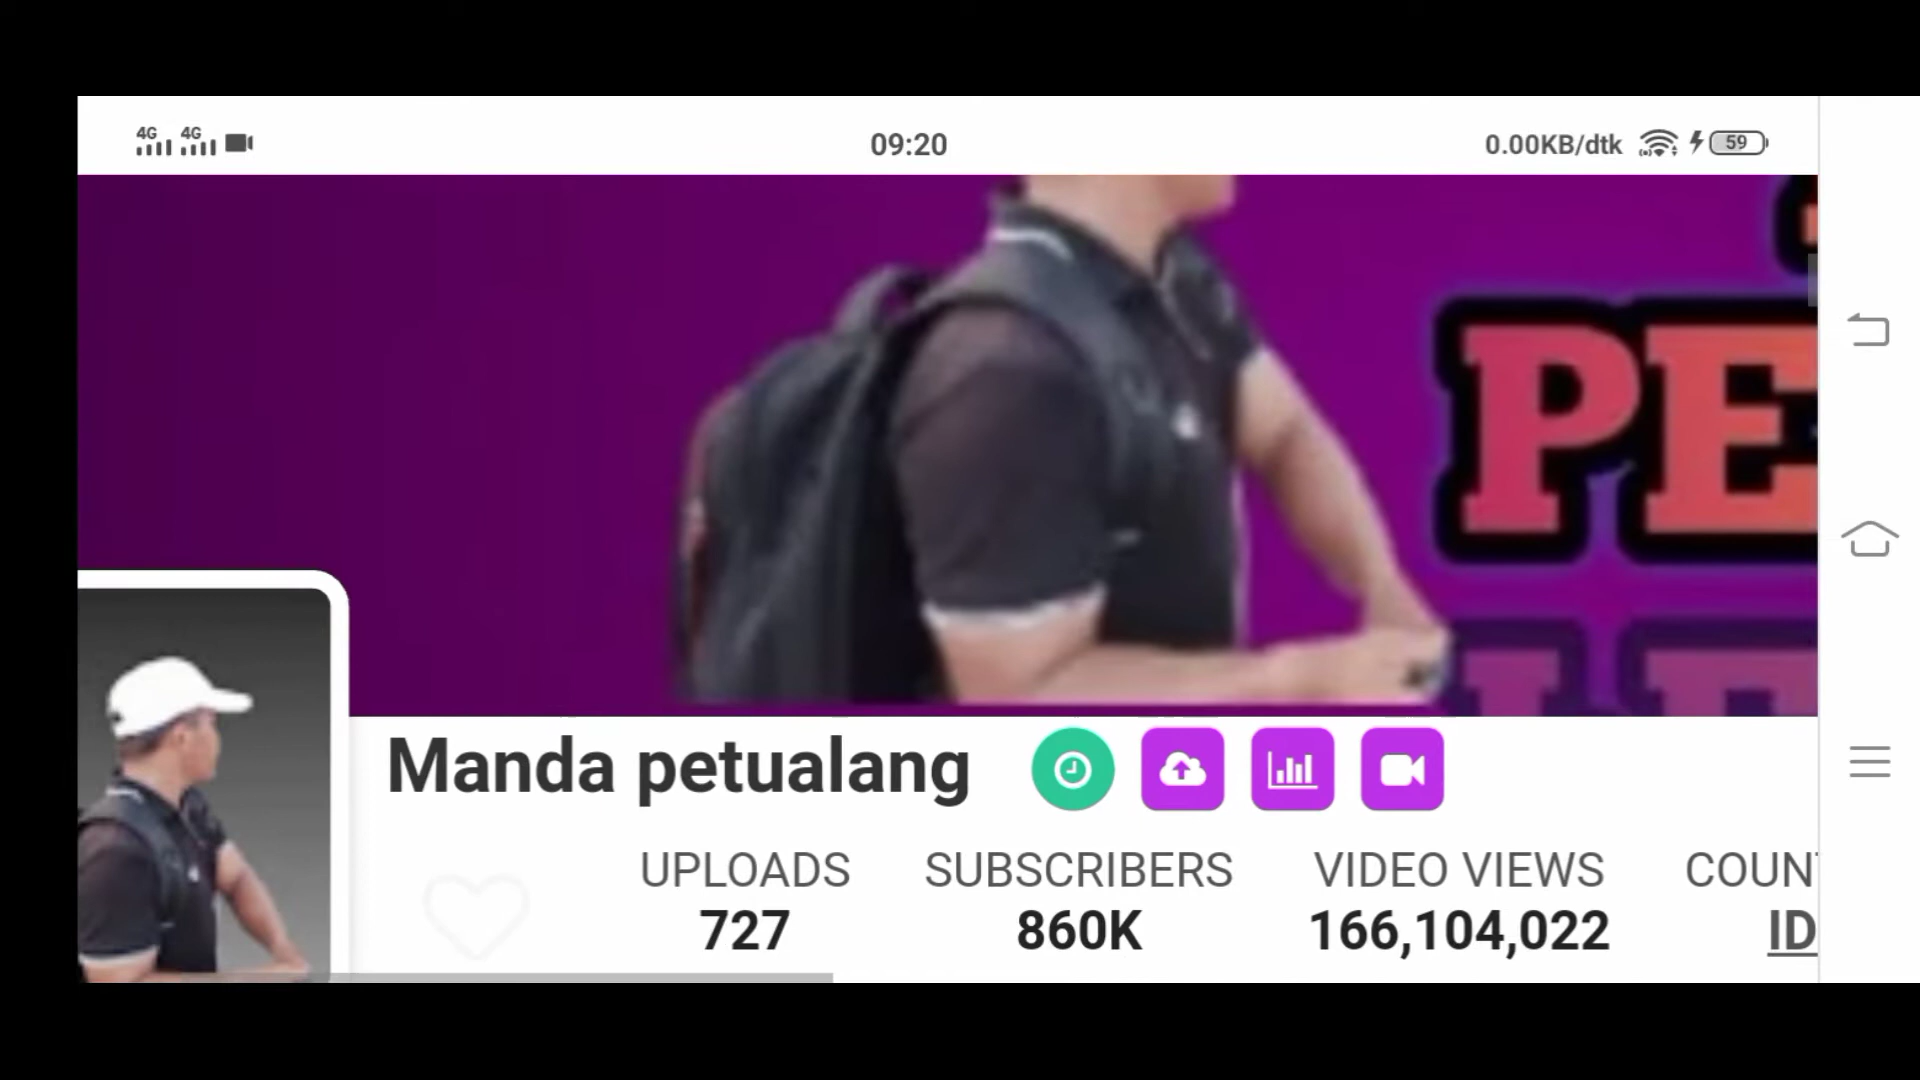 4G 4G 09:20 0.00KB/dtk 59
PE
Manda petualang
UPLOADS SUBSCRIBERS VIDEO VIEWS COUN
727 860K 166,104,022 ID